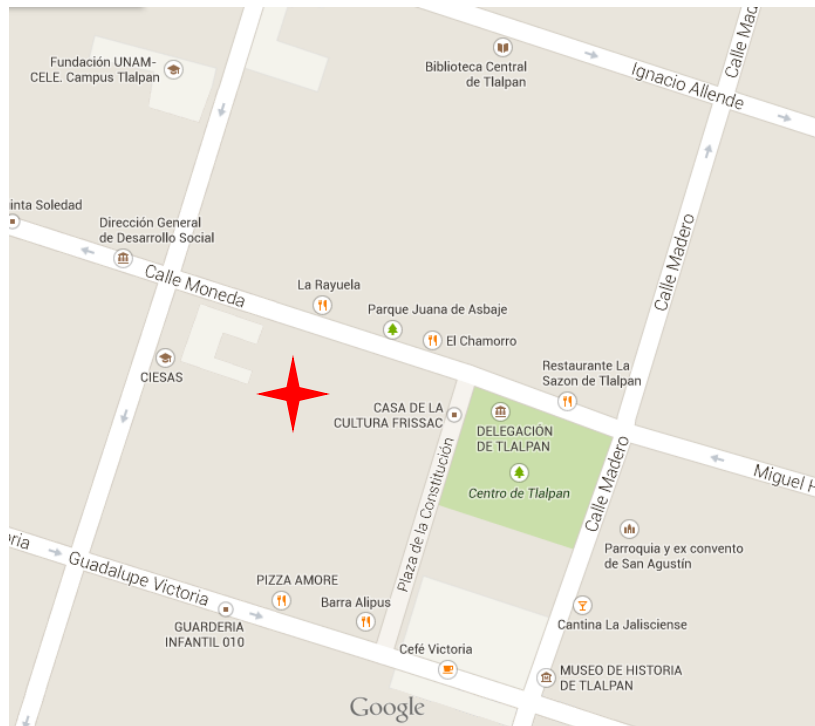 Fundación UNAM-
CELE. Campus Tlalpan
Biblioteca Central
de Tlalpan
Ignacio Allende
Calle Mad
Calle Madero
inta Soledad
Dirección General
de Desarrollo Social
Calle Moneda
La Rayuela
Parque Juana de Asbaje
El Chamorro
Restaurante La
Sazon de Tlalpan
CIESAS
CASA DE LA
CULTURA FRISSAC
DELEGACIÓN
DE TLALPAN
Centro de Tlalpan
Plaza de la Constitución
Calle Madero
Miguel H
Parroquia y ex convento
de San Agustín
oria
Guadalupe Victoria
PIZZA AMORE
Barra Alipus
GUARDERIA
INFANTIL 010
Cefé Victoria
Cantina La Jalisciense
MUSEO DE HISTORIA
DE TLALPAN
Google